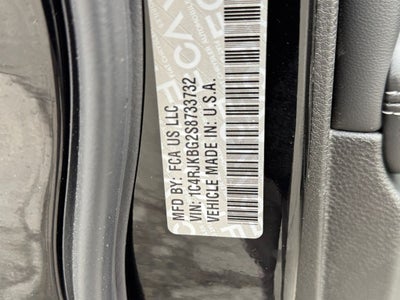 MFD BY: FCA US LLC
VIN: 1C4RJKBG2S8733732
VEHICLE MADE IN U.S.A.